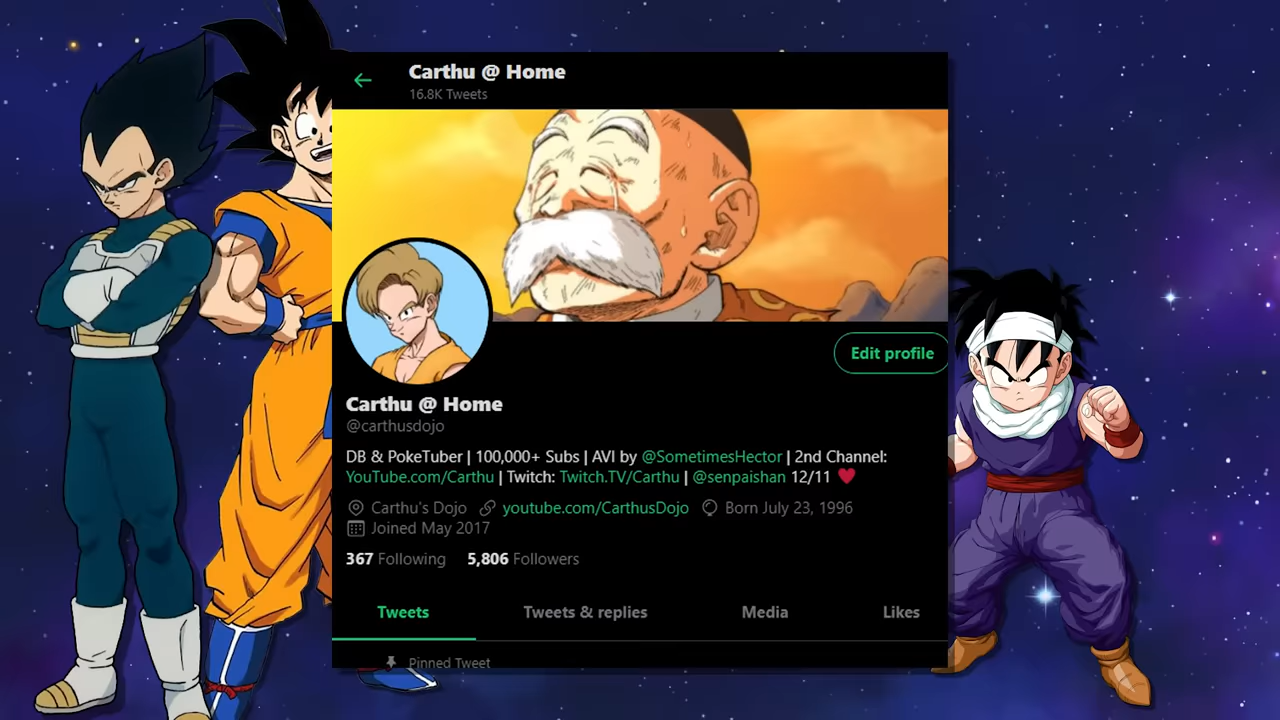 Carthu @ Home
16.8K Tweets
Edit profile
Carthu @ Home
@carthusdojo
DB & PokeTuber | 100,000+ Subs | AVI by @SometimesHector | 2nd Channel:
YouTube.com/Carthu | Twitch: Twitch.TV/Carthu | @senpaishan 12/11 ♥
Carthu's Dojo youtube.com/CarthusDojo Born July 23, 1996
Joined May 2017
367 Following 5,806 Followers
Tweets Tweets & replies Media Likes
Pinned Tweet